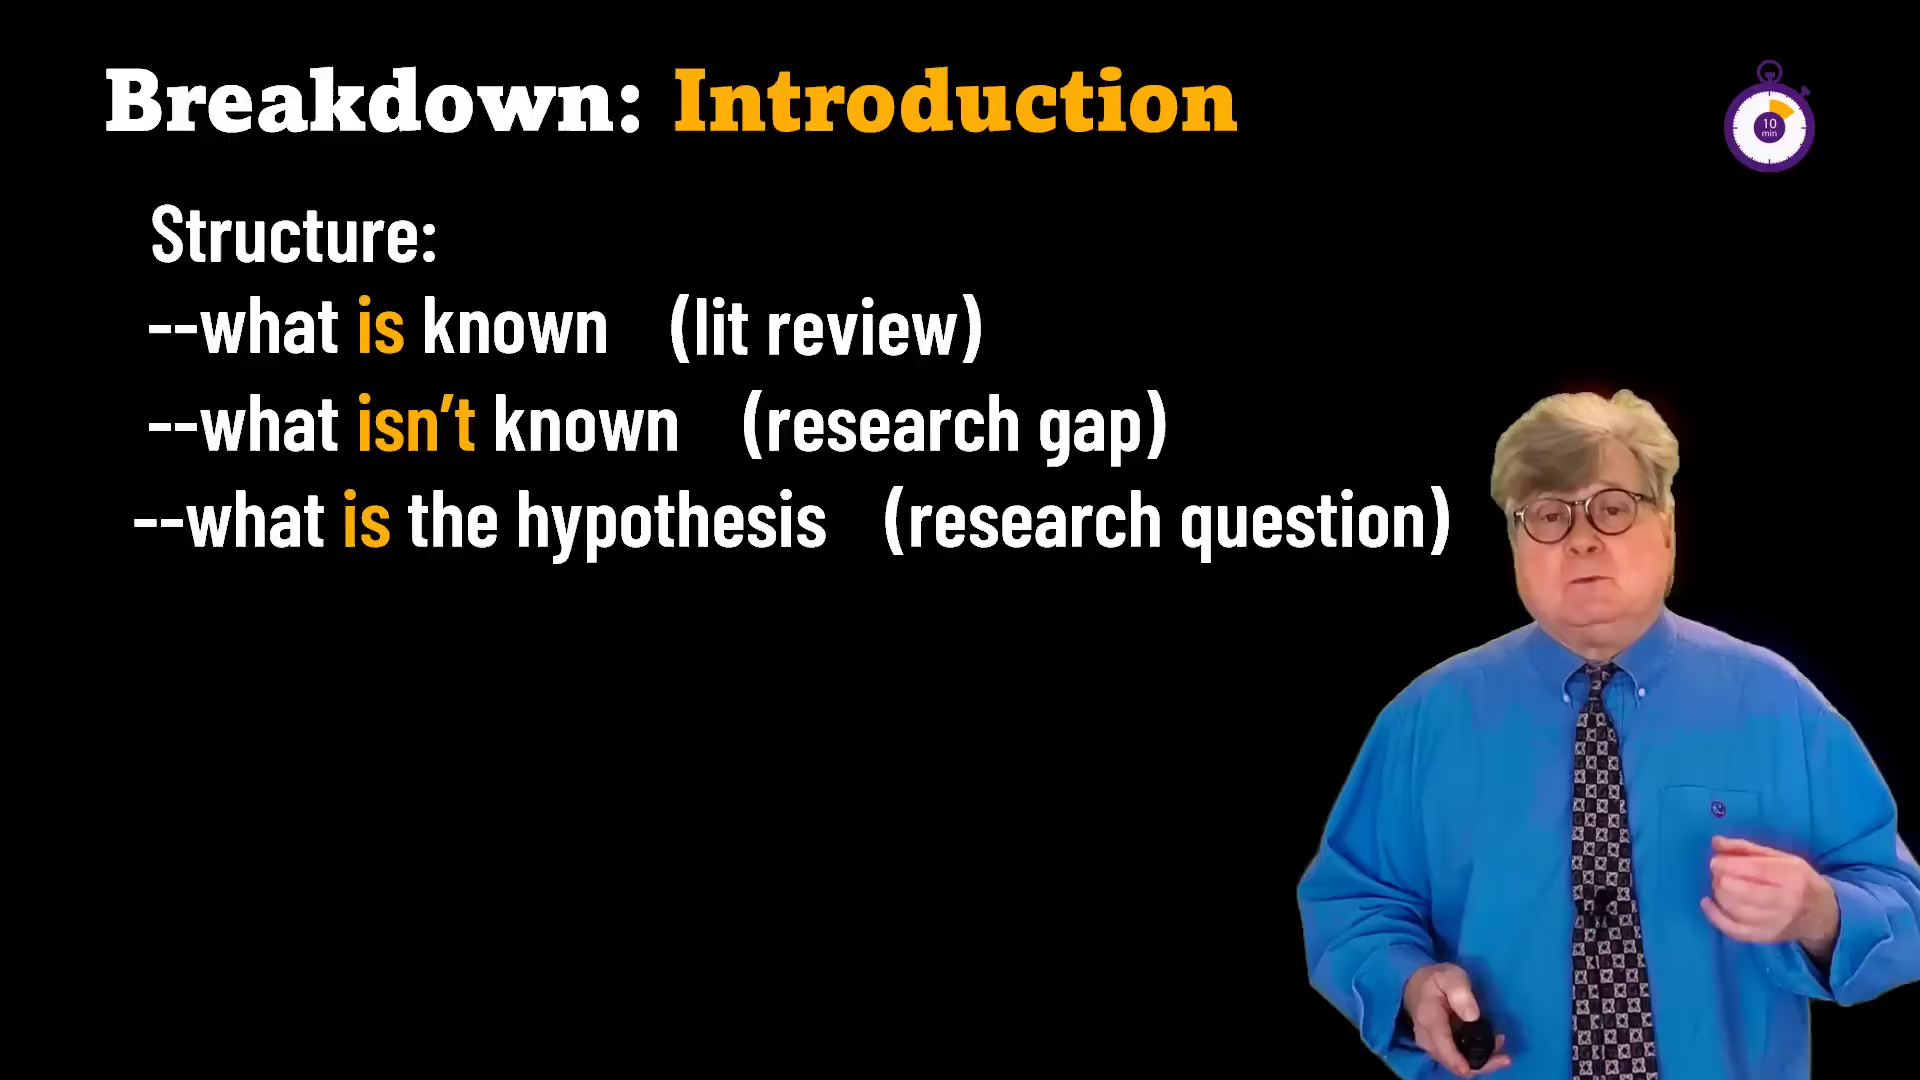 Breakdown: Introduction
10
min
Structure:
--what is known (lit review)
--what isn't known (research gap)
--what is the hypothesis (research question)